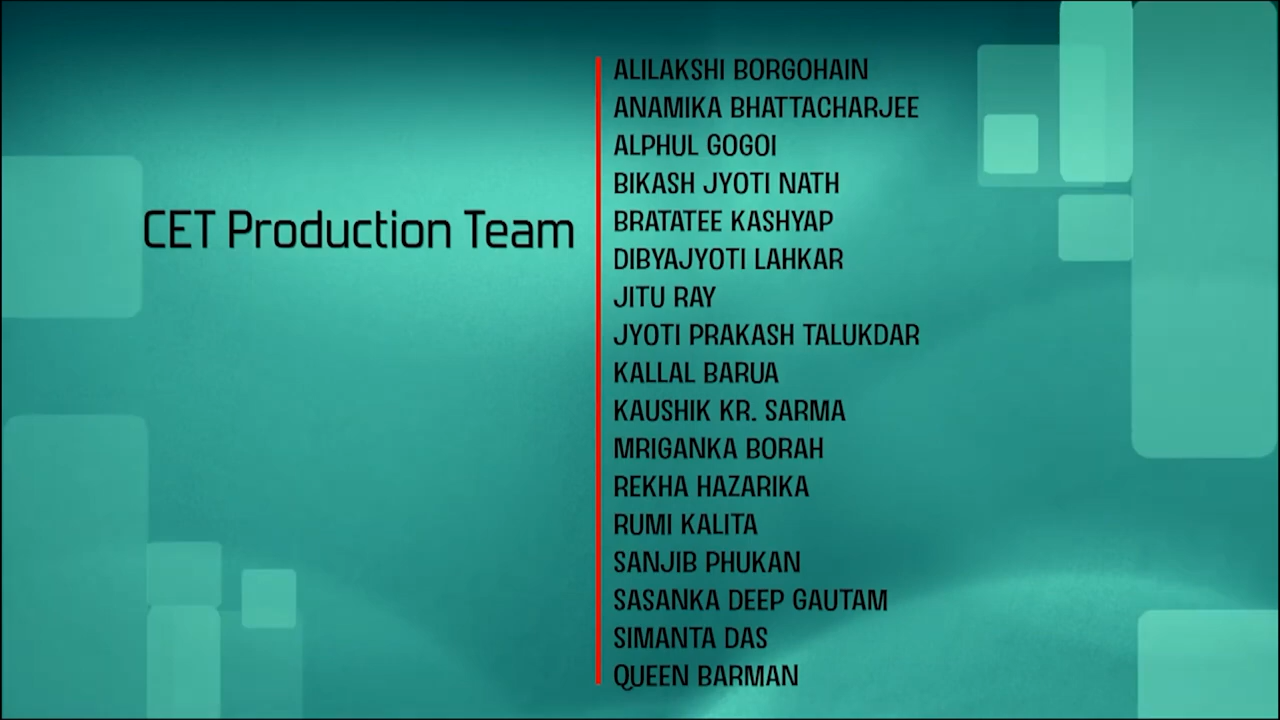 CET Production Team
ALILAKSHI BORGOHAIN
ANAMIKA BHATTACHARJEE
ALPHUL GOGOI
BIKASH JYOTI NATH
BRATATEE KASHYAP
DIBYAJYOTI LAHKAR
JITU RAY
JYOTI PRAKASH TALUKDAR
KALLAL BARUA
KAUSHIK KR. SARMA
MRIGANKA BORAH
REKHA HAZARIKA
RUMI KALITA
SANJIB PHUKAN
SASANKA DEEP GAUTAM
SIMANTA DAS
QUEEN BARMAN